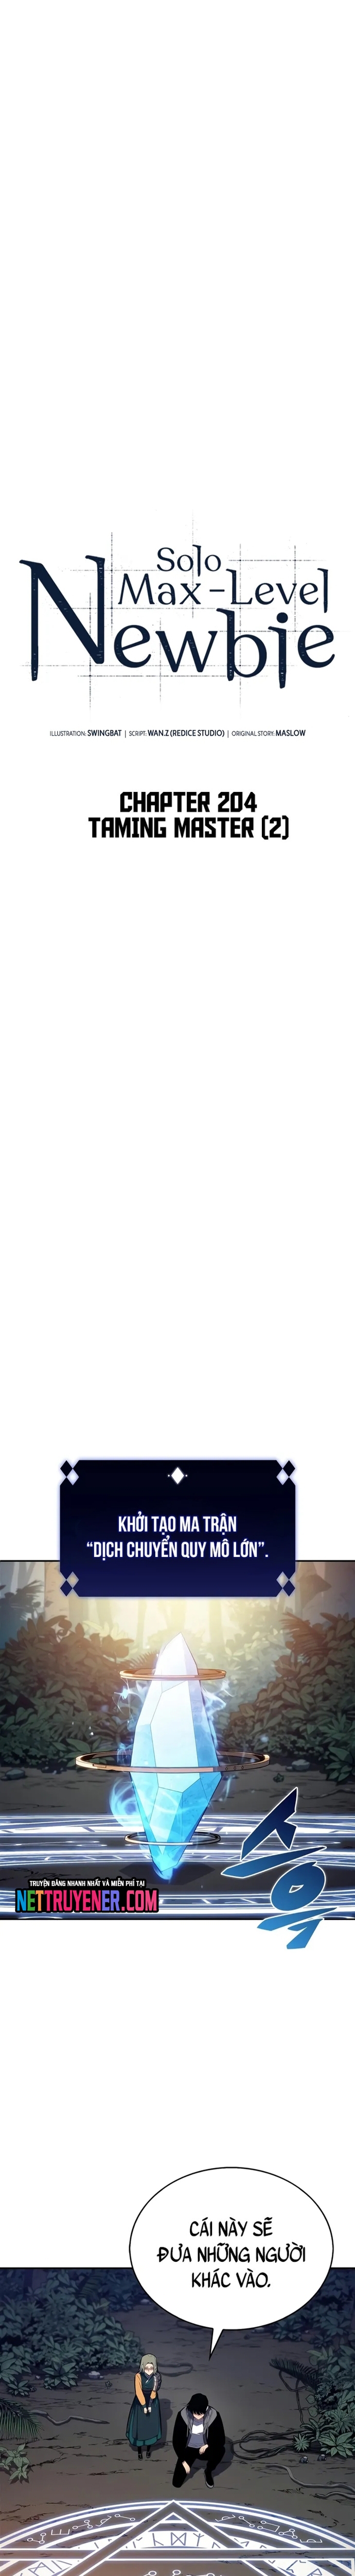 Solo
Max-Level
Newbie
ILLUSTRATION: SWINGBAT | SCRIPT: WAN.Z (REDICE STUDIO) | ORIGINAL STORY: MASLOW
CHAPTER 204
TAMING MASTER (2)
KHỞI TẠO MA TRẬN
“DỊCH CHUYỂN QUY MÔ LỚN”.
TRUYỆN ĐĂNG NHANH NHẤT VÀ MIỄN PHÍ TẠI
NETTRUYENER.COM
CÁI NÀY SẼ
ĐƯA NHỮNG NGƯỜI
KHÁC VÀO.